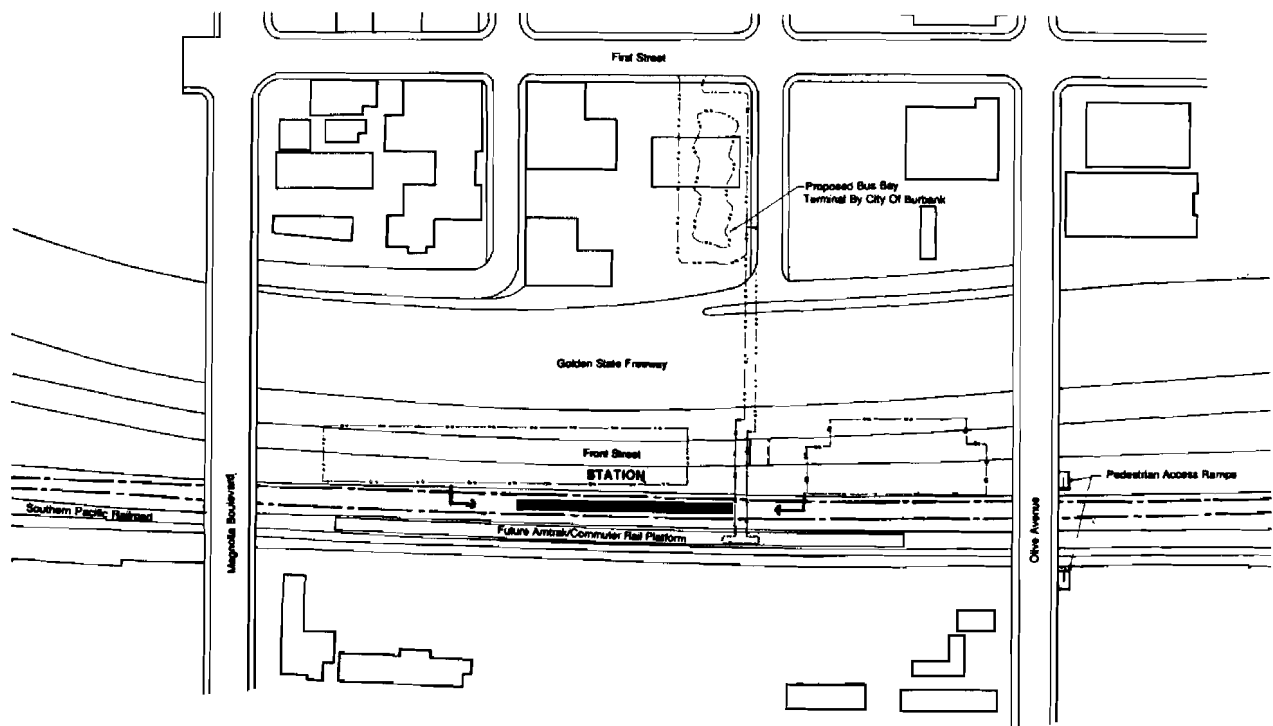 First Street
Proposed Bus Bay
Terminal By City Of Burbank
Golden State Freeway
Front Street
STATION
Pedestrian Access Ramps
Southern Pacific Railroad
Future Amtrak/Commuter Rail Platform
Magnolia Boulevard
Olive Avenue